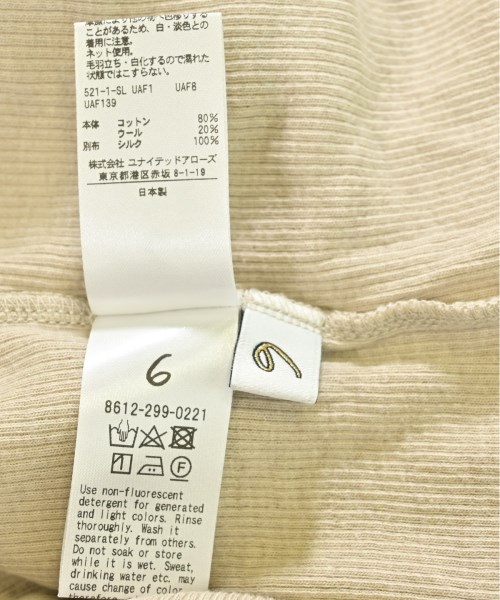 ことがあるため、白・淡色との
着用に注意。
ネット使用。
毛羽立ち・白化するので濡れた
状態ではこすらない。
521-1-SL UAF1 UAF8
UAF139
本体 コットン 80%
ウール 20%
別布 シルク 100%
株式会社 ユナイテッドアローズ
東京都港区赤坂 8-1-19
日本製
6
6
8612-299-0221
1
F
Use non-fluorescent
detergent for generated
and light colors. Rinse
thoroughly. Wash it
separately from others.
Do not soak or store
while it is wet. Sweat,
drinking water etc. may
cause change of color